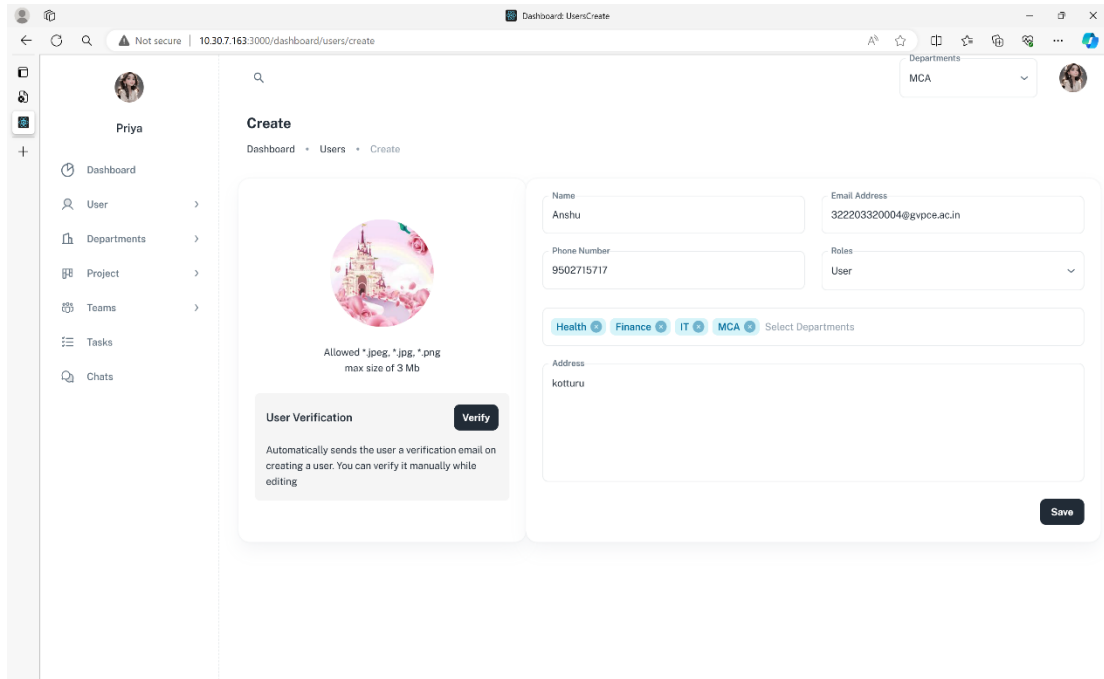 Dashboard: UsersCreate
Not secure | 10.30.7.163:3000/dashboard/users/create
Priya
Dashboard
User
Departments
Project
Teams
Tasks
Chats
Departments
MCA
Create
Dashboard • Users • Create
Allowed *.jpeg, *.jpg, *.png
max size of 3 Mb
User Verification
Verify
Automatically sends the user a verification email on
creating a user. You can verify it manually while
editing
Name
Anshu
Email Address
322203320004@gvpce.ac.in
Phone Number
9502715717
Roles
User
Health Finance IT MCA Select Departments
Address
kotturu
Save